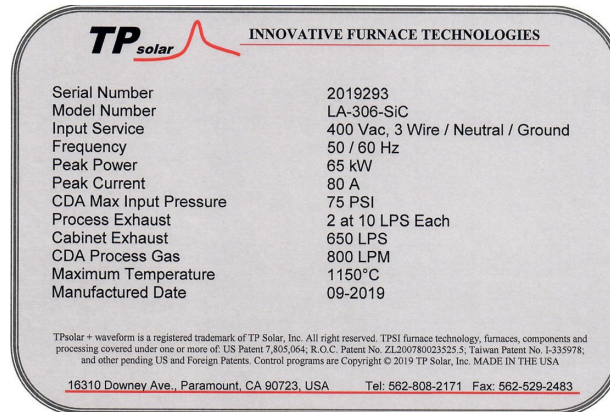 TP solar
INNOVATIVE FURNACE TECHNOLOGIES
Serial Number 2019293
Model Number LA-306-SiC
Input Service 400 Vac, 3 Wire / Neutral / Ground
Frequency 50 / 60 Hz
Peak Power 65 kW
Peak Current 80 A
CDA Max Input Pressure 75 PSI
Process Exhaust 2 at 10 LPS Each
Cabinet Exhaust 650 LPS
CDA Process Gas 800 LPM
Maximum Temperature 1150°C
Manufactured Date 09-2019
TPsolar + waveform is a registered trademark of TP Solar, Inc. All right reserved. TPSI furnace technology, furnaces, components and
processing covered under one or more of: US Patent 7,805,064; R.O.C. Patent No. ZL200780023525.5; Taiwan Patent No. I-335978;
and other pending US and Foreign Patents. Control programs are Copyright © 2019 TP Solar, Inc. MADE IN THE USA
16310 Downey Ave., Paramount, CA 90723, USA Tel: 562-808-2171 Fax: 562-529-2483